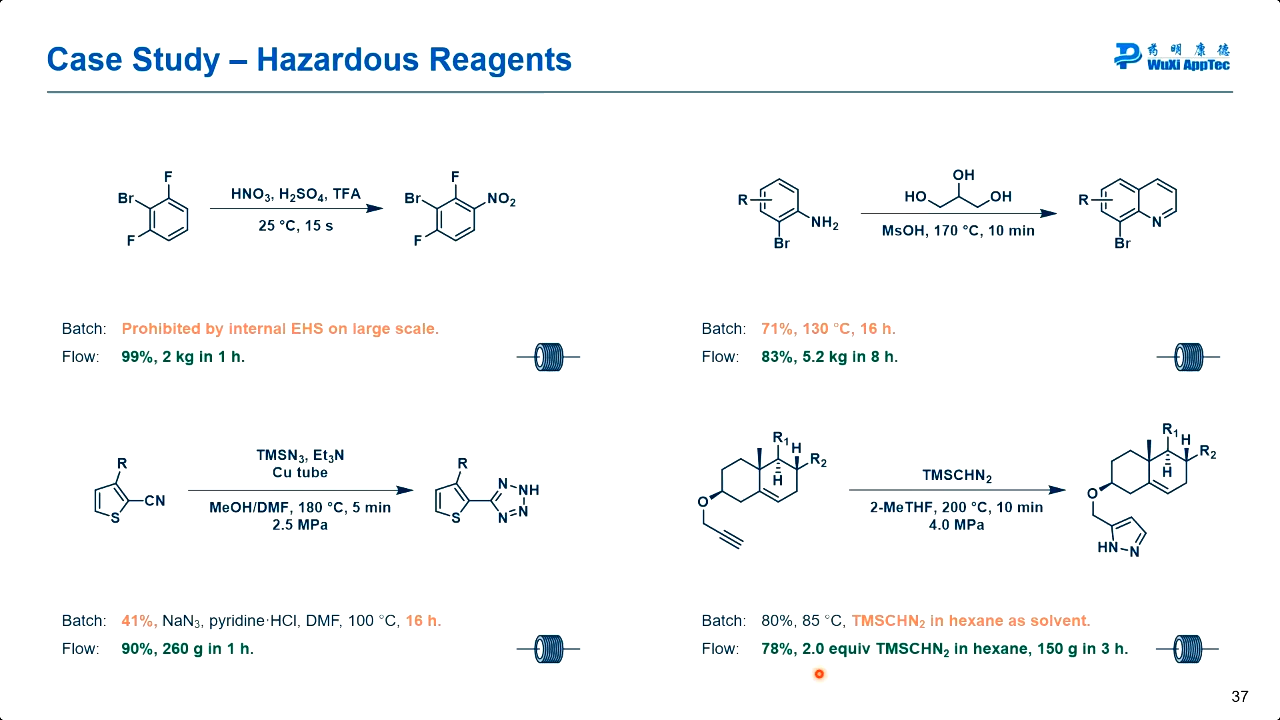 Case Study – Hazardous Reagents
药 明 康 德
WuXi AppTec
F
Br
F
HNO₃, H₂SO₄, TFA
25 °C, 15 s
F
Br
NO₂
F
Batch: Prohibited by internal EHS on large scale.
Flow: 99%, 2 kg in 1 h.
R
NH₂
Br
OH
HO
OH
MsOH, 170 °C, 10 min
R
N
Br
Batch: 71%, 130 °C, 16 h.
Flow: 83%, 5.2 kg in 8 h.
R
CN
S
TMSN₃, Et₃N
Cu tube
MeOH/DMF, 180 °C, 5 min
2.5 MPa
R
S
N
NH
N
N
Batch: 41%, NaN₃, pyridine·HCl, DMF, 100 °C, 16 h.
Flow: 90%, 260 g in 1 h.
R₁
H
R₂
H
O
TMSCHN₂
2-MeTHF, 200 °C, 10 min
4.0 MPa
R₁
H
R₂
H
O
HN
N
Batch: 80%, 85 °C, TMSCHN₂ in hexane as solvent.
Flow: 78%, 2.0 equiv TMSCHN₂ in hexane, 150 g in 3 h.
37